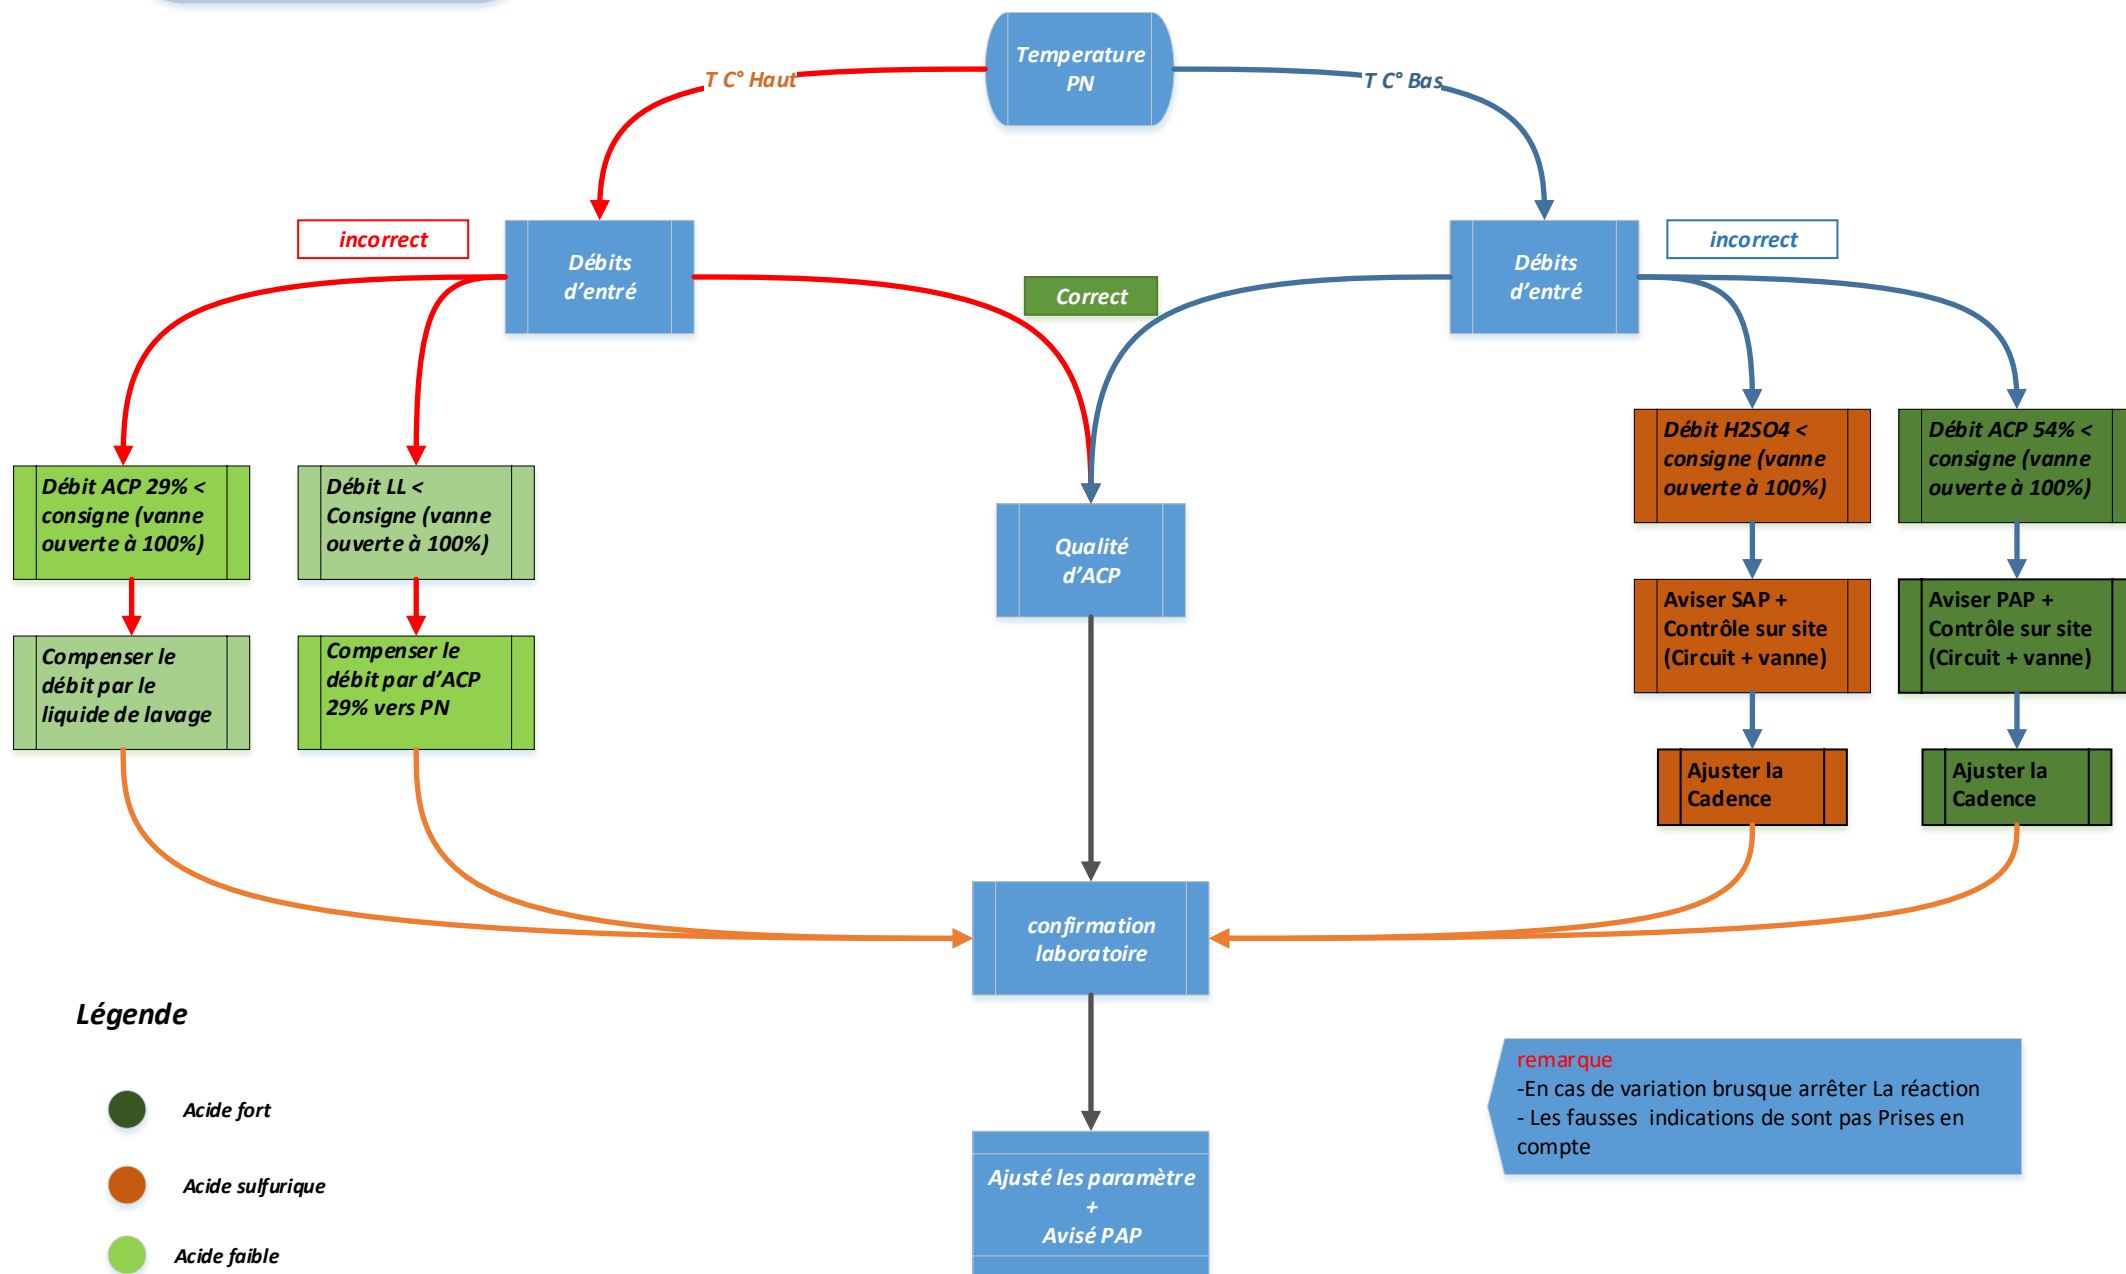 Temperature
PN
T C° Haut
T C° Bas
incorrect
Débits
d’entré
Correct
Débits
d’entré
incorrect
Débit ACP 29% <
consigne (vanne
ouverte à 100%)
Débit LL <
Consigne (vanne
ouverte à 100%)
Qualité
d’ACP
Débit H2SO4 <
consigne (vanne
ouverte à 100%)
Débit ACP 54% <
consigne (vanne
ouverte à 100%)
Compenser le
débit par le
liquide de lavage
Compenser le
débit par d’ACP
29% vers PN
Aviser SAP +
Contrôle sur site
(Circuit + vanne)
Aviser PAP +
Contrôle sur site
(Circuit + vanne)
Ajuster la
Cadence
Ajuster la
Cadence
confirmation
laboratoire
Légende
Acide fort
Acide sulfurique
Acide faible
remarque
-En cas de variation brusque arrêter La réaction
- Les fausses  indications de sont pas Prises en
compte
Ajusté les paramètre
+
Avisé PAP